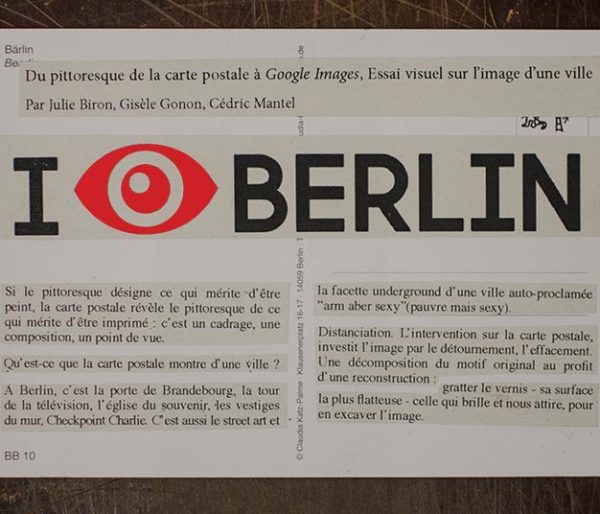 Bärlin
Du pittoresque de la carte postale à Google Images, Essai visuel sur l'image d'une ville
Par Julie Biron, Gisèle Gonon, Cédric Mantel
I BERLIN
Si le pittoresque désigne ce qui mérite d'être
peint, la carte postale révèle le pittoresque de ce
qui mérite d'être imprimé : c'est un cadrage, une
composition, un point de vue.
Qu'est-ce que la carte postale montre d'une ville ?
A Berlin, c'est la porte de Brandebourg, la tour
de la télévision, l'église du souvenir, les vestiges
du mur, Checkpoint Charlie. C'est aussi le street art et
BB 10
© Claudia Katz-Palme · Klausenerplatz 16-17 · 14059 Berlin
la facette underground d'une ville auto-proclamée
"arm aber sexy"(pauvre mais sexy).
Distanciation. L'intervention sur la carte postale,
investit l'image par le détournement, l'effacement.
Une décomposition du motif original au profit
d'une reconstruction :
gratter le vernis - sa surface
la plus flatteuse - celle qui brille et nous attire, pour
en excaver l'image.